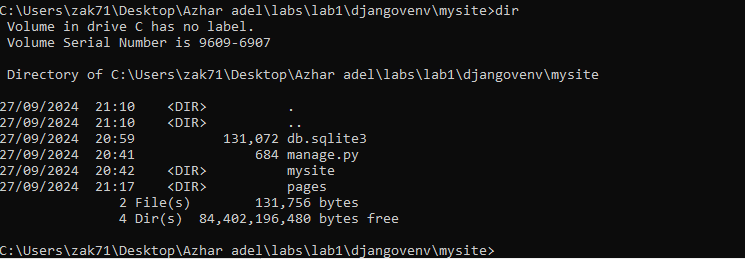 C:\Users\zak71\Desktop\Azhar adel\labs\lab1\djangovenv\mysite>dir
 Volume in drive C has no label.
 Volume Serial Number is 9609-6907

 Directory of C:\Users\zak71\Desktop\Azhar adel\labs\lab1\djangovenv\mysite

27/09/2024  21:10    <DIR>          .
27/09/2024  21:10    <DIR>          ..
27/09/2024  20:59           131,072 db.sqlite3
27/09/2024  20:41               684 manage.py
27/09/2024  20:42    <DIR>          mysite
27/09/2024  21:17    <DIR>          pages
               2 File(s)        131,756 bytes
               4 Dir(s)  84,402,196,480 bytes free

C:\Users\zak71\Desktop\Azhar adel\labs\lab1\djangovenv\mysite>